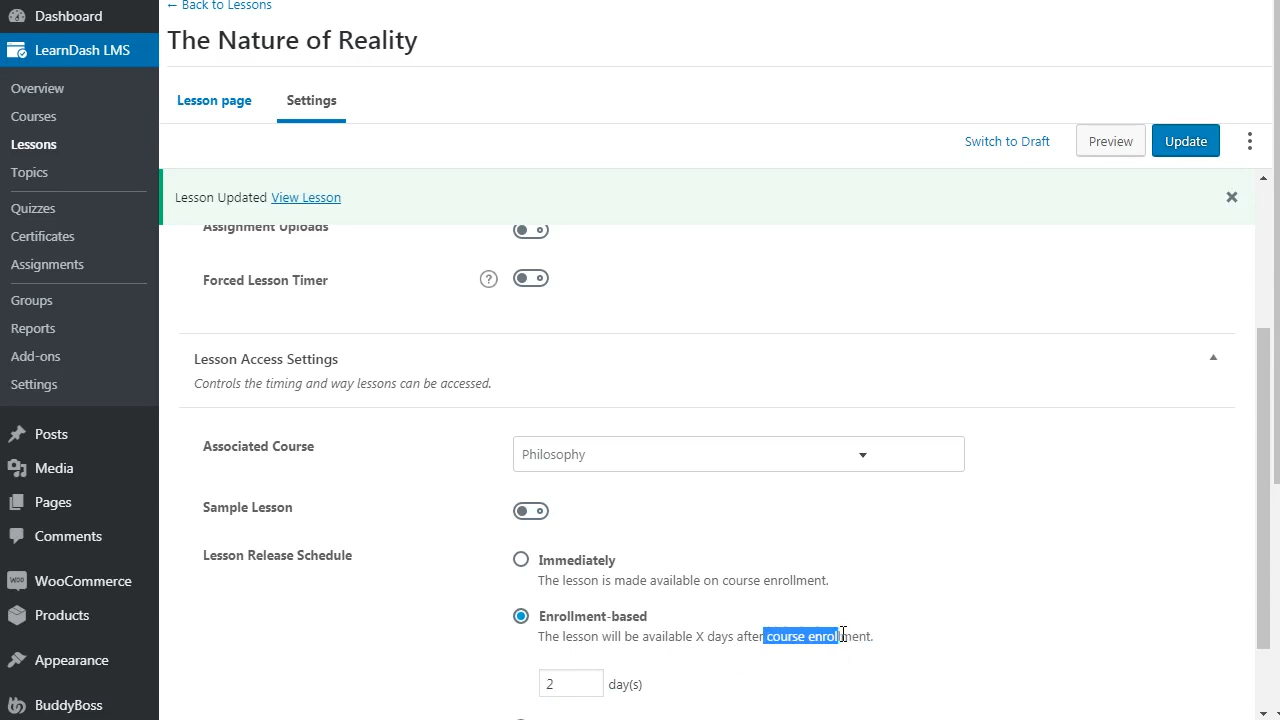 Dashboard
LearnDash LMS
Overview
Courses
Lessons
Topics
Quizzes
Certificates
Assignments
Groups
Reports
Add-ons
Settings
Posts
Media
Pages
Comments
WooCommerce
Products
Appearance
BuddyBoss
← Back to Lessons
The Nature of Reality
Lesson page
Settings
Switch to Draft
Preview
Update
Lesson Updated View Lesson
Assignment Uploads
Forced Lesson Timer
?
Lesson Access Settings
Controls the timing and way lessons can be accessed.
Associated Course
Philosophy
Sample Lesson
Lesson Release Schedule
Immediately
The lesson is made available on course enrollment.
Enrollment-based
The lesson will be available X days after course enrollment.
2 day(s)